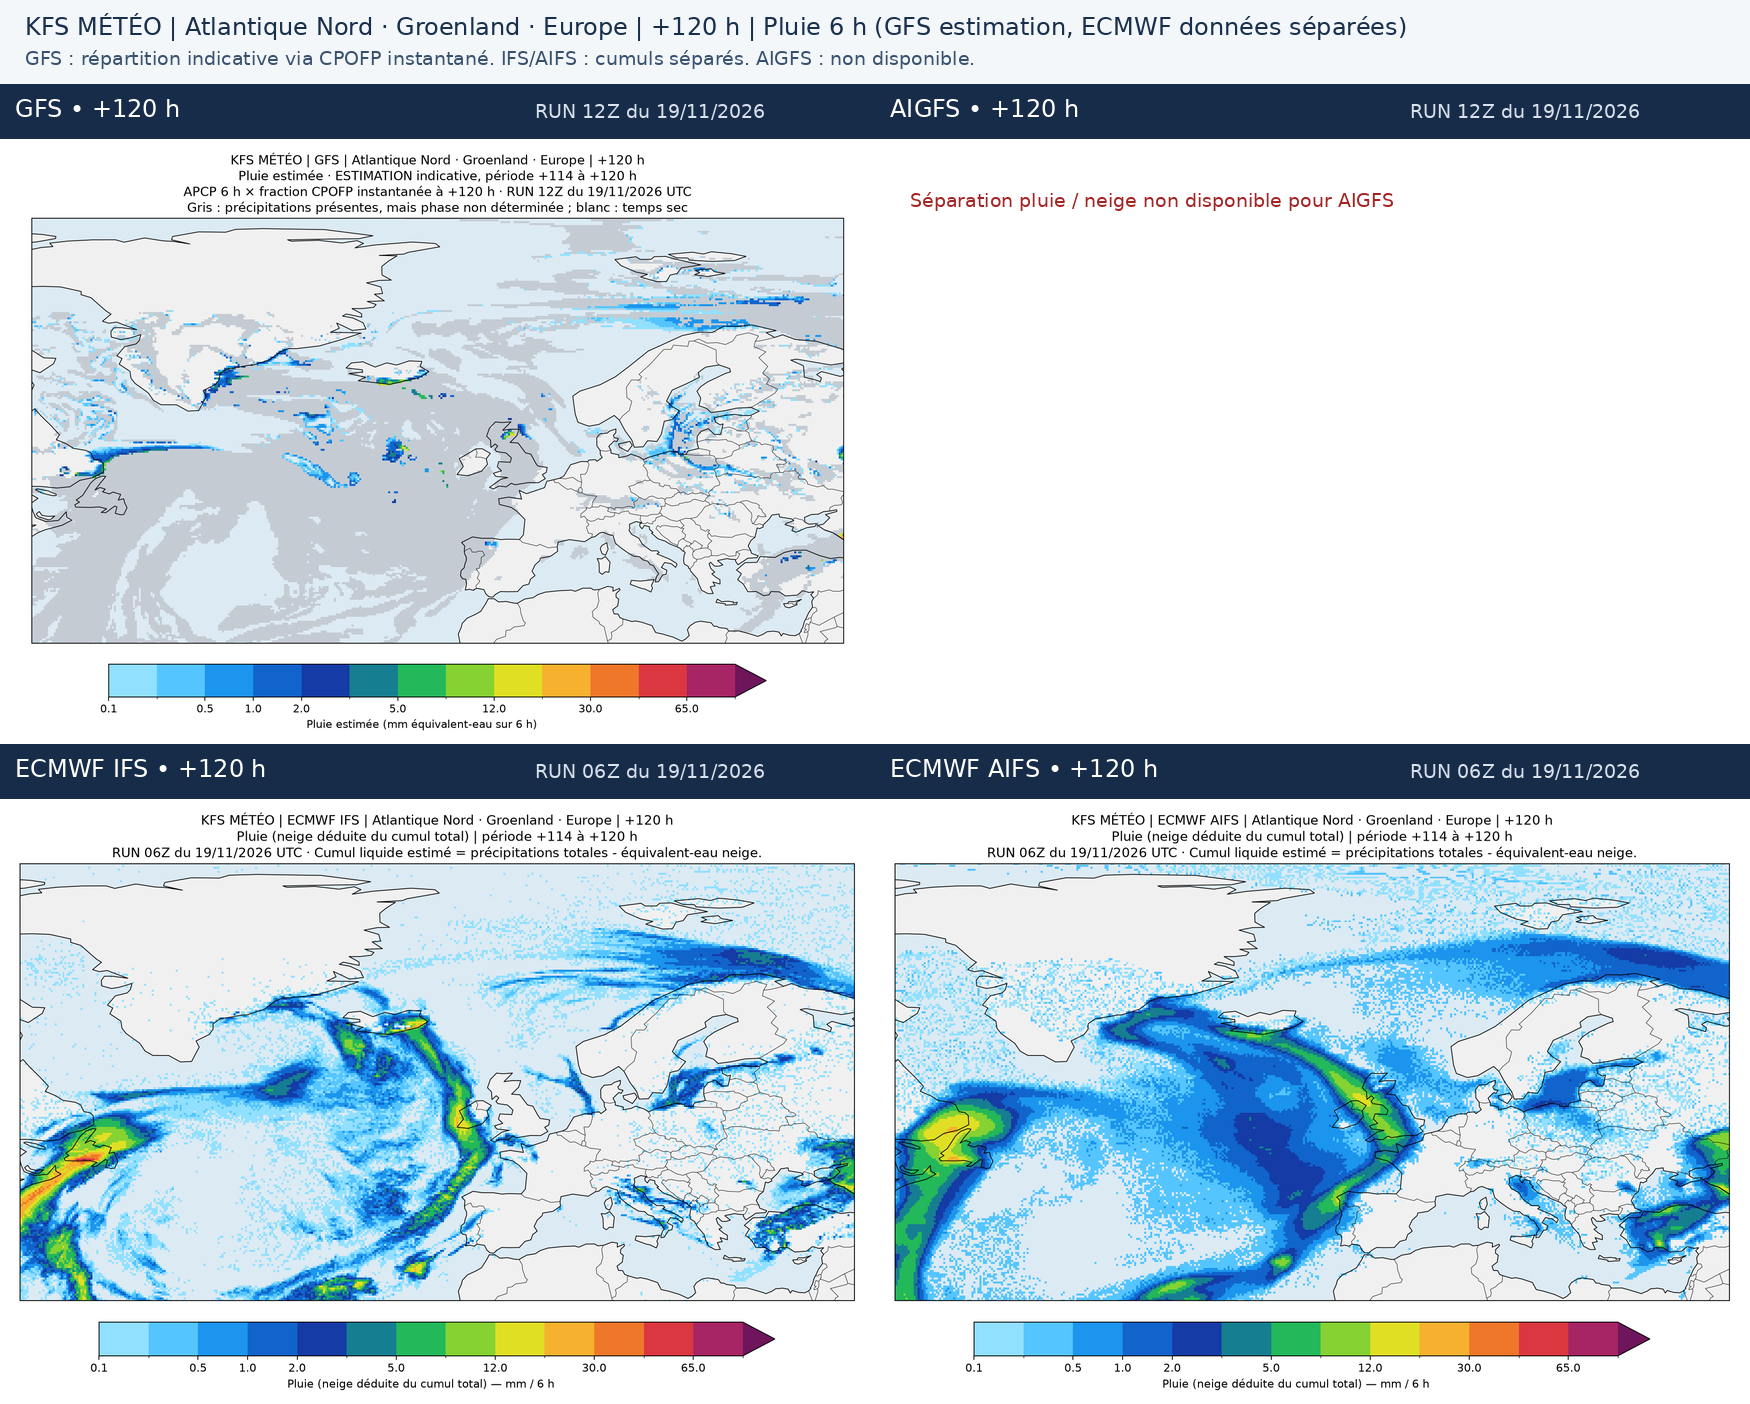 KFS MÉTÉO | Atlantique Nord · Groenland · Europe | +120 h | Pluie 6 h (GFS estimation, ECMWF données séparées)
GFS : répartition indicative via CPOFP instantané. IFS/AIFS : cumuls séparés. AIGFS : non disponible.
GFS • +120 h
RUN 12Z du 19/11/2026
AIGFS • +120 h
RUN 12Z du 19/11/2026
KFS MÉTÉO | GFS | Atlantique Nord · Groenland · Europe | +120 h
Pluie estimée · ESTIMATION indicative, période +114 à +120 h
APCP 6 h × fraction CPOFP instantanée à +120 h · RUN 12Z du 19/11/2026 UTC
Gris : précipitations présentes, mais phase non déterminée ; blanc : temps sec
Séparation pluie / neige non disponible pour AIGFS
0.1 0.5 1.0 2.0 5.0 12.0 30.0 65.0
Pluie estimée (mm équivalent-eau sur 6 h)
ECMWF IFS • +120 h
RUN 06Z du 19/11/2026
ECMWF AIFS • +120 h
RUN 06Z du 19/11/2026
KFS MÉTÉO | ECMWF IFS | Atlantique Nord · Groenland · Europe | +120 h
Pluie (neige déduite du cumul total) | période +114 à +120 h
RUN 06Z du 19/11/2026 UTC · Cumul liquide estimé = précipitations totales - équivalent-eau neige.
KFS MÉTÉO | ECMWF AIFS | Atlantique Nord · Groenland · Europe | +120 h
Pluie (neige déduite du cumul total) | période +114 à +120 h
RUN 06Z du 19/11/2026 UTC · Cumul liquide estimé = précipitations totales - équivalent-eau neige.
0.1 0.5 1.0 2.0 5.0 12.0 30.0 65.0
Pluie (neige déduite du cumul total) — mm / 6 h
0.1 0.5 1.0 2.0 5.0 12.0 30.0 65.0
Pluie (neige déduite du cumul total) — mm / 6 h